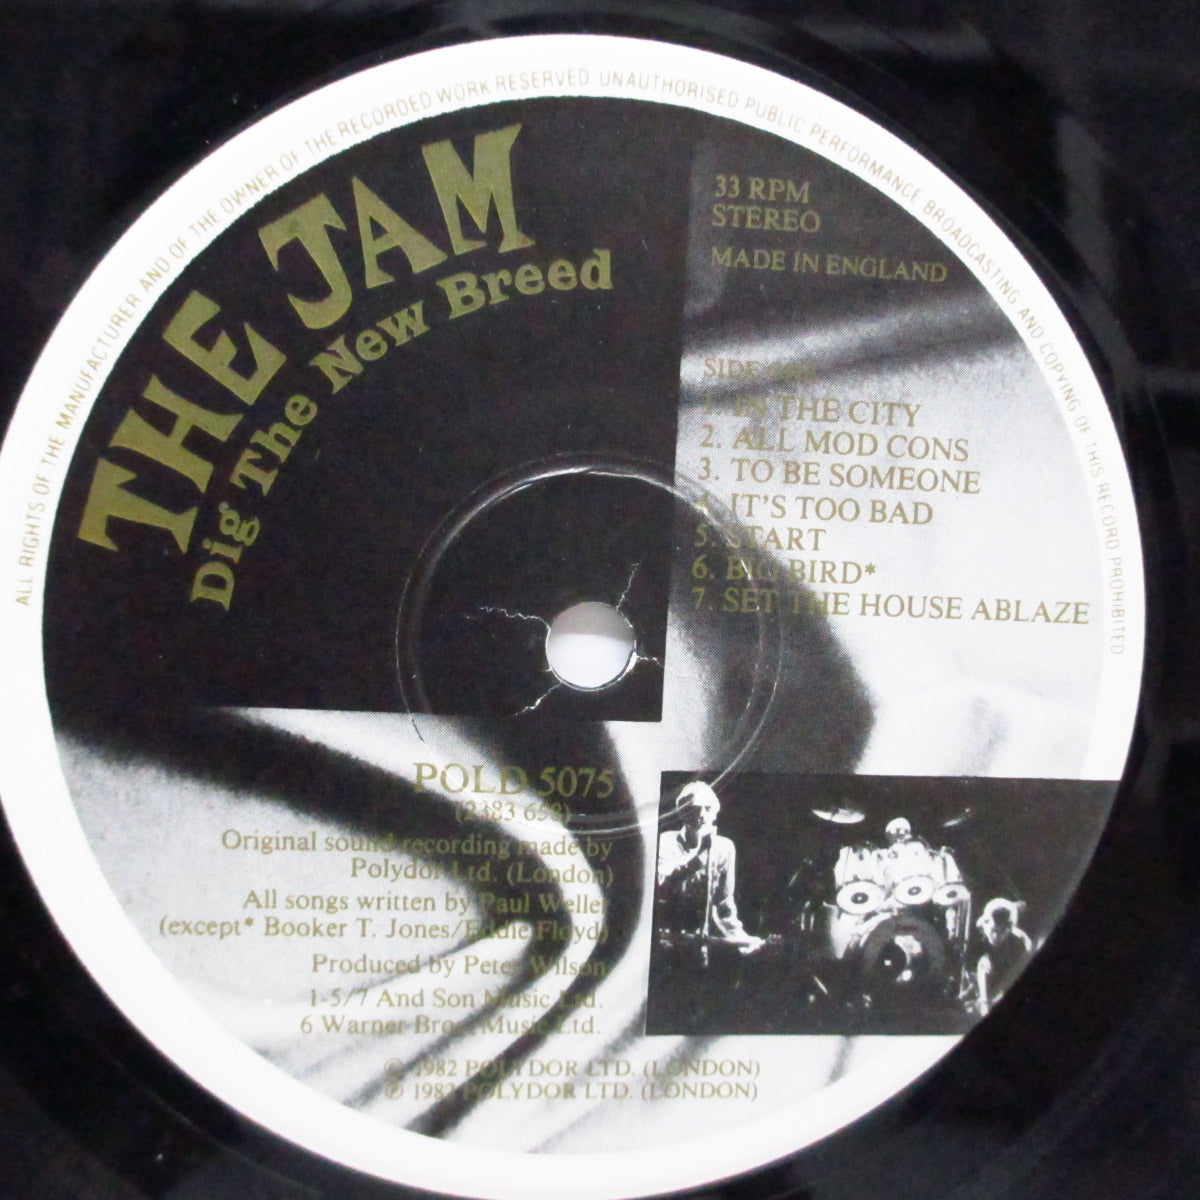 ALL RIGHTS OF THE MANUFACTURER AND OF THE OWNER OF THE RECORDED WORK RESERVED UNAUTHORISED PUBLIC PERFORMANCE BROADCASTING AND COPYING OF THIS RECORD PROHIBITED
THE JAM
Dig The New Breed
33 RPM
STEREO
MADE IN ENGLAND
SIDE ONE
1. IN THE CITY
2. ALL MOD CONS
3. TO BE SOMEONE
4. IT'S TOO BAD
5. START
6. BIG BIRD*
7. SET THE HOUSE ABLAZE
POLD 5075
(2383 658)
Original sound recording made by
Polydor Ltd. (London)
All songs written by Paul Weller
(except* Booker T. Jones/Eddie Floyd)
Produced by Peter Wilson
1-5/7 And Son Music Ltd.
6 Warner Bros. Music Ltd.
© 1982 POLYDOR LTD. (LONDON)
℗ 1982 POLYDOR LTD. (LONDON)